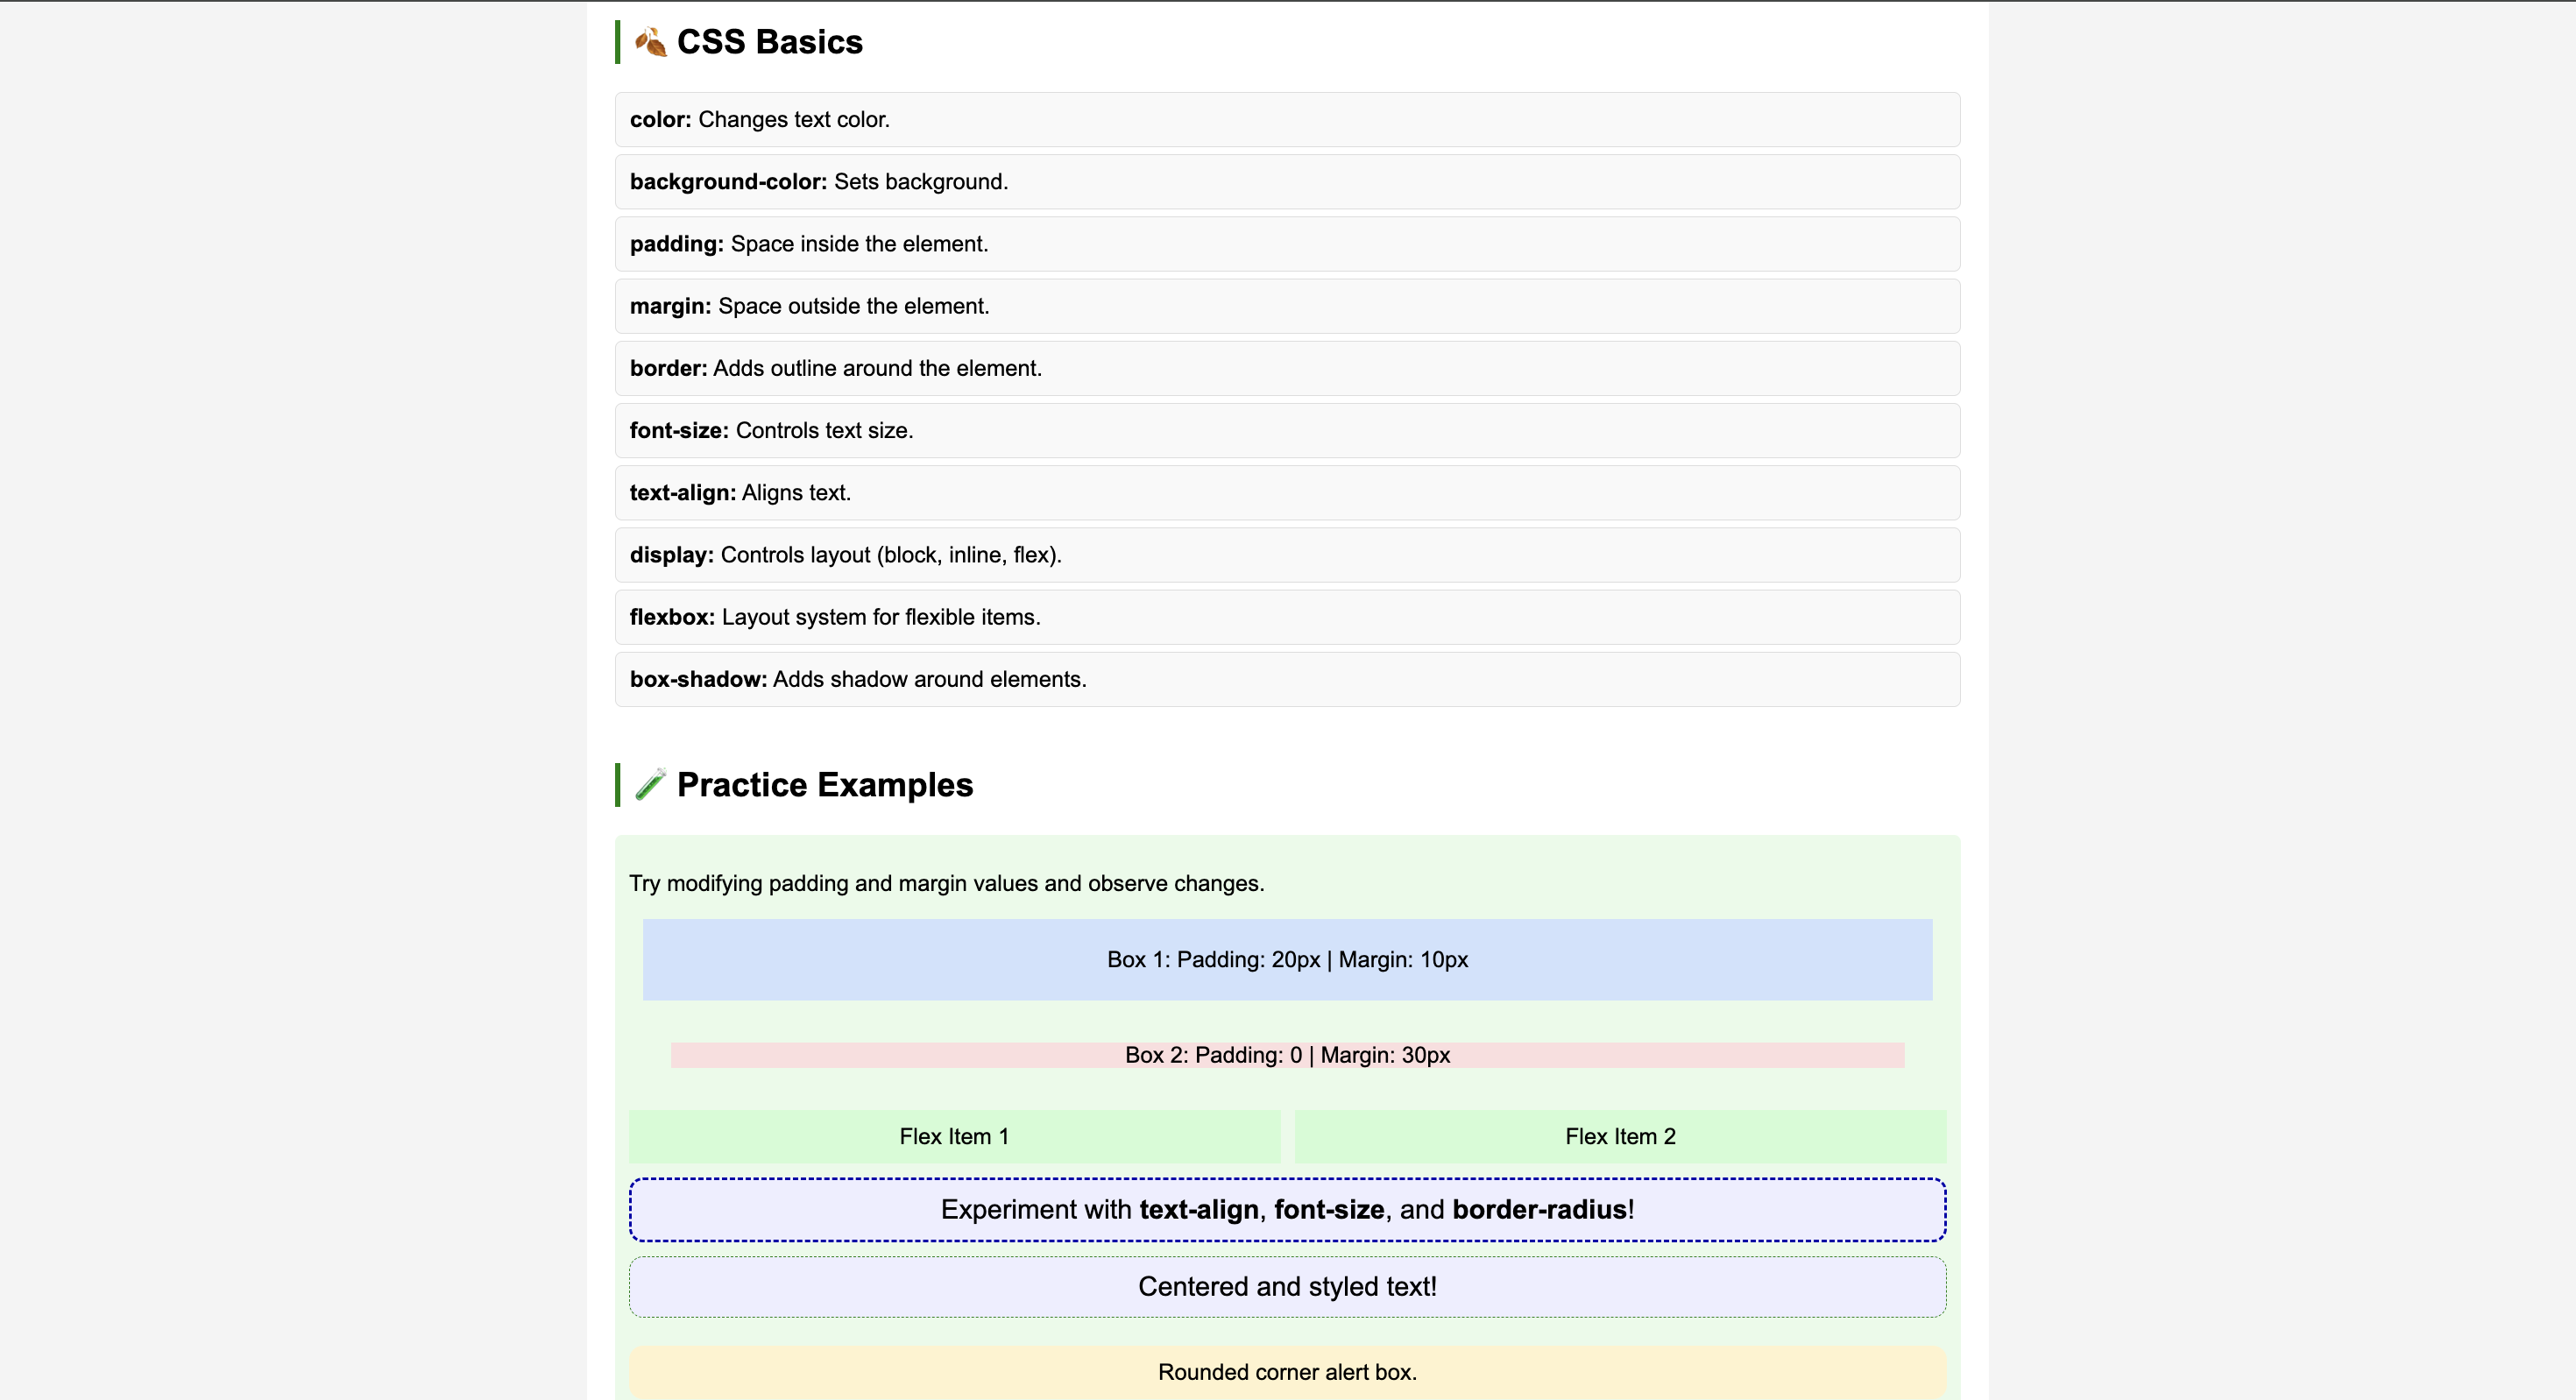 🍂 CSS Basics
color: Changes text color.
background-color: Sets background.
padding: Space inside the element.
margin: Space outside the element.
border: Adds outline around the element.
font-size: Controls text size.
text-align: Aligns text.
display: Controls layout (block, inline, flex).
flexbox: Layout system for flexible items.
box-shadow: Adds shadow around elements.
🧪 Practice Examples
Try modifying padding and margin values and observe changes.
Box 1: Padding: 20px | Margin: 10px
Box 2: Padding: 0 | Margin: 30px
Flex Item 1
Flex Item 2
Experiment with text-align, font-size, and border-radius!
Centered and styled text!
Rounded corner alert box.